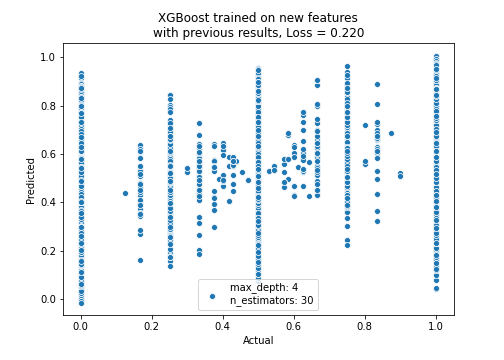 XGBoost trained on new features
with previous results, Loss = 0.220
Predicted
1.0
0.8
0.6
0.4
0.2
0.0
max_depth: 4
n_estimators: 30
0.0 0.2 0.4 0.6 0.8 1.0
Actual